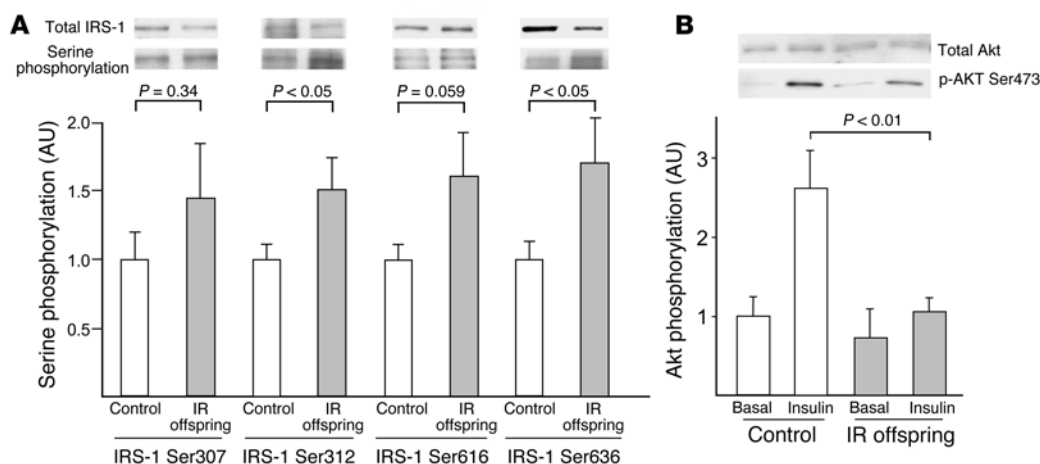 A
Total IRS-1
Serine
phosphorylation
P = 0.34
P < 0.05
P = 0.059
P < 0.05
Serine phosphorylation (AU)
2.0
1.5
1.0
0.5
Control
IR
offspring
Control
IR
offspring
Control
IR
offspring
Control
IR
offspring
IRS-1 Ser307
IRS-1 Ser312
IRS-1 Ser616
IRS-1 Ser636
B
Total Akt
p-AKT Ser473
P < 0.01
Akt phosphorylation (AU)
3
2
1
Basal
Insulin
Basal
Insulin
Control
IR offspring